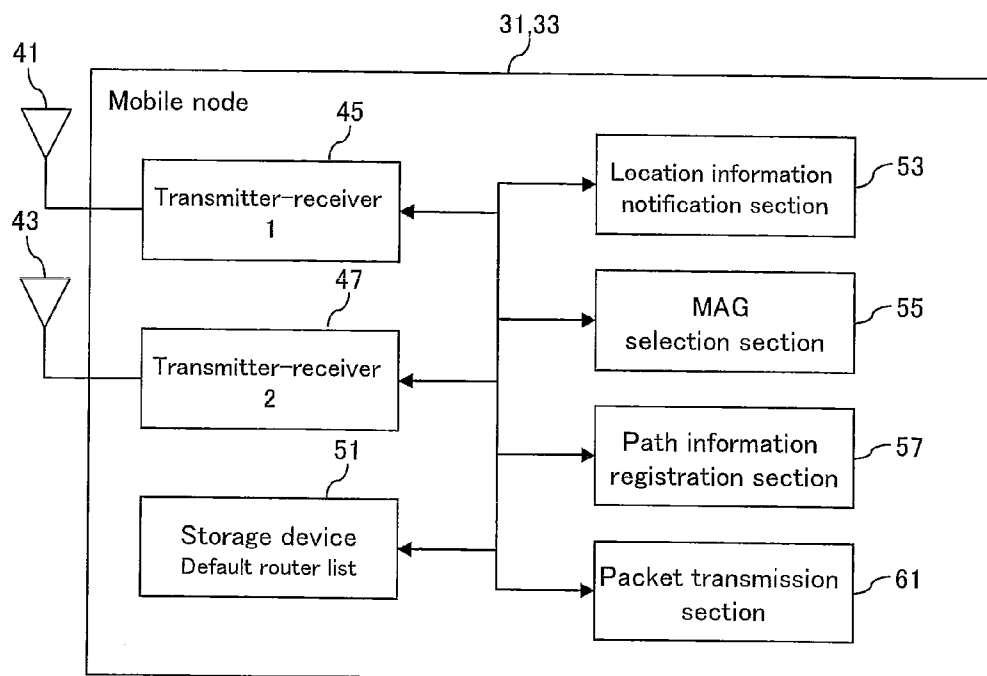 31,33
41
Mobile node
45
Transmitter-receiver
1
Location information
notification section
53
43
47
Transmitter-receiver
2
MAG
selection section
55
51
Storage device
Default router list
Path information
registration section
57
Packet transmission
section
61